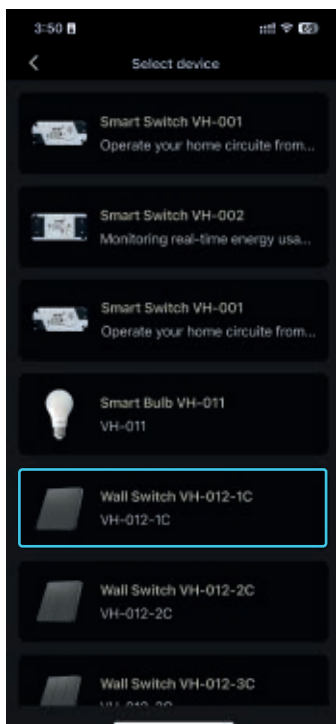 3:50
69
Select device
Smart Switch VH-001
Operate your home circuite from...
Smart Switch VH-002
Monitoring real-time energy usa...
Smart Switch VH-001
Operate your home circuite from...
Smart Bulb VH-011
VH-011
Wall Switch VH-012-1C
VH-012-1C
Wall Switch VH-012-2C
VH-012-2C
Wall Switch VH-012-3C